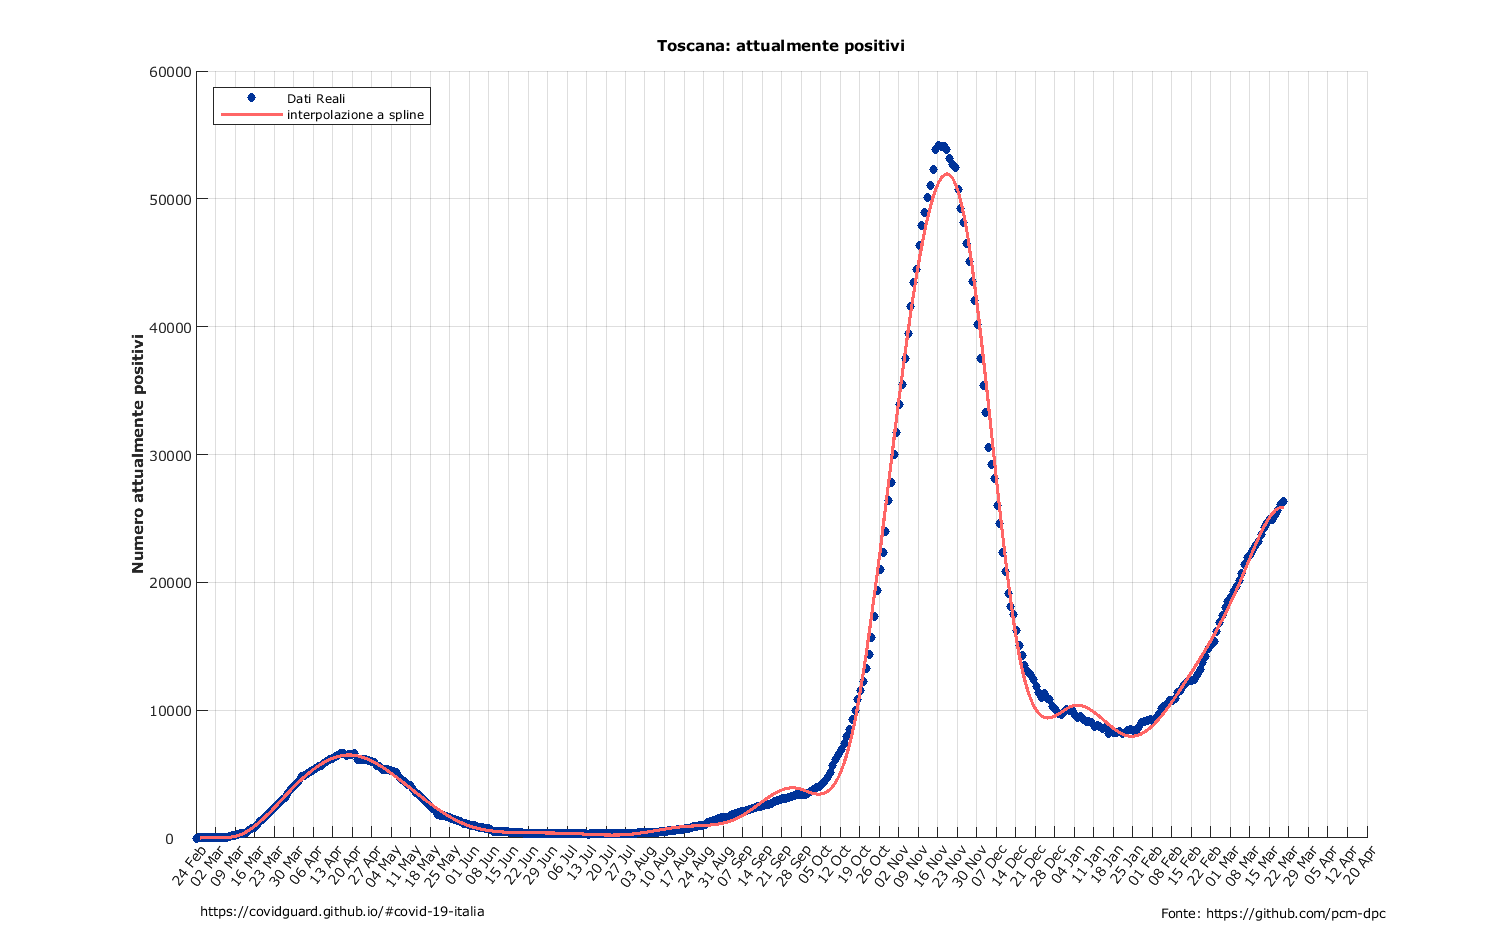 Toscana: attualmente positivi
Dati Reali
interpolazione a spline
Numero attualmente positivi
60000
50000
40000
30000
20000
10000
0
24 Feb
02 Mar
09 Mar
16 Mar
23 Mar
30 Mar
06 Apr
13 Apr
20 Apr
27 Apr
04 May
11 May
18 May
25 May
01 Jun
08 Jun
15 Jun
22 Jun
29 Jun
06 Jul
13 Jul
20 Jul
27 Jul
03 Aug
10 Aug
17 Aug
24 Aug
31 Aug
07 Sep
14 Sep
21 Sep
28 Sep
05 Oct
12 Oct
19 Oct
26 Oct
02 Nov
09 Nov
16 Nov
23 Nov
30 Nov
07 Dec
14 Dec
21 Dec
28 Dec
04 Jan
11 Jan
18 Jan
25 Jan
01 Feb
08 Feb
15 Feb
22 Feb
01 Mar
08 Mar
15 Mar
22 Mar
29 Mar
05 Apr
12 Apr
20 Apr
https://covidguard.github.io/#covid-19-italia
Fonte: https://github.com/pcm-dpc